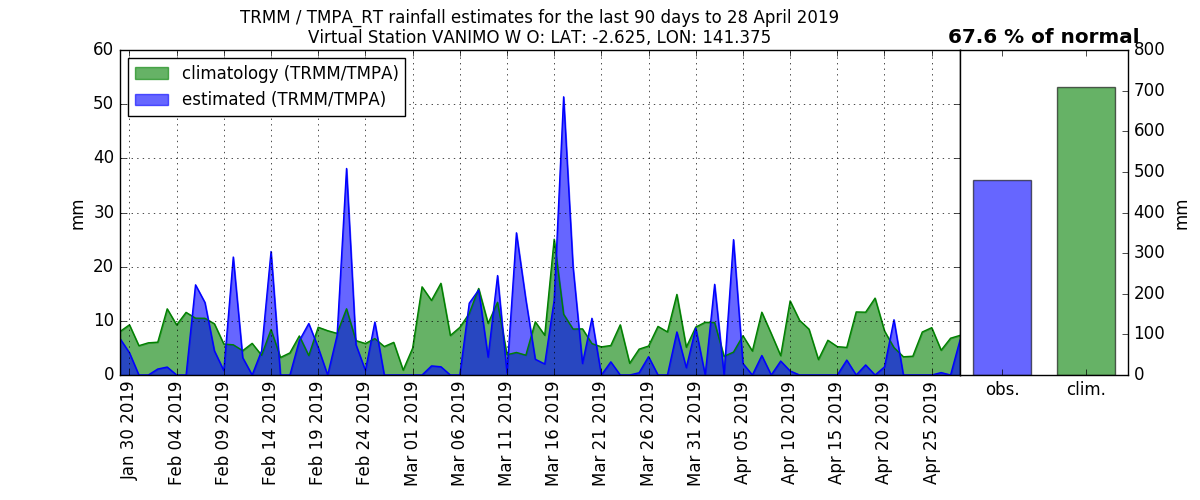 TRMM / TMPA_RT rainfall estimates for the last 90 days to 28 April 2019
Virtual Station VANIMO W O: LAT: -2.625, LON: 141.375
67.6 % of normal
climatology (TRMM/TMPA)
estimated (TRMM/TMPA)
60
50
40
30
20
10
0
mm
Jan 30 2019
Feb 04 2019
Feb 09 2019
Feb 14 2019
Feb 19 2019
Feb 24 2019
Mar 01 2019
Mar 06 2019
Mar 11 2019
Mar 16 2019
Mar 21 2019
Mar 26 2019
Mar 31 2019
Apr 05 2019
Apr 10 2019
Apr 15 2019
Apr 20 2019
Apr 25 2019
obs.
clim.
800
700
600
500
400
300
200
100
0
mm